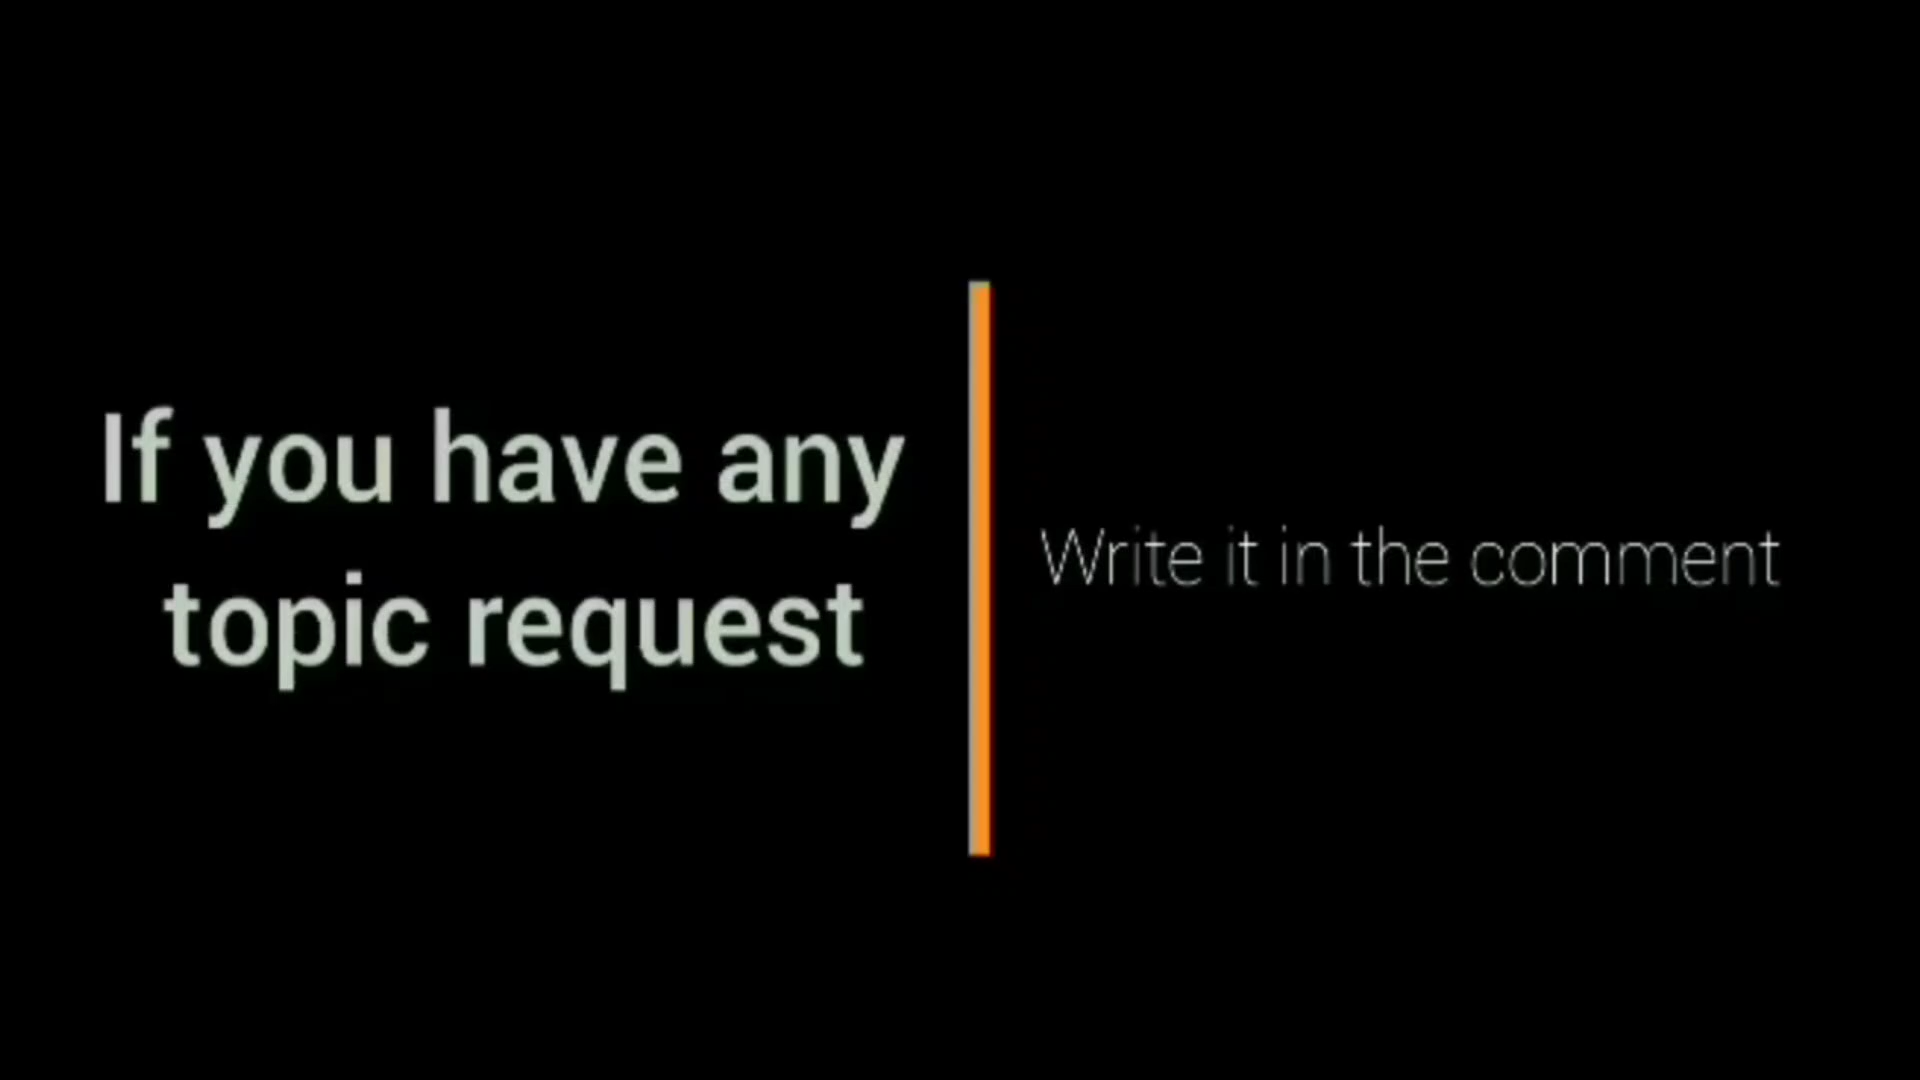 If you have any
topic request
Write it in the comment